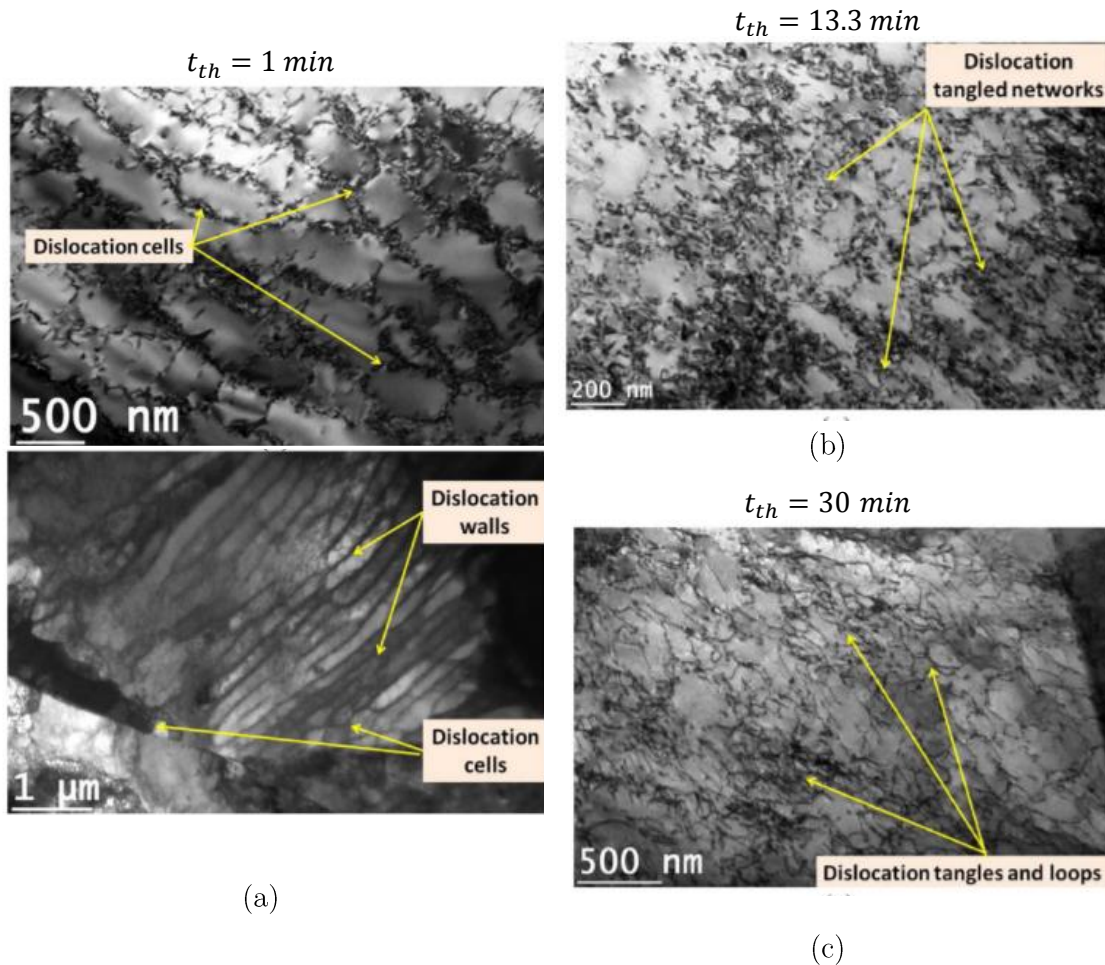 t_th = 1 min
Dislocation cells
500 nm
Dislocation
walls
Dislocation
cells
1 µm
(a)
t_th = 13.3 min
Dislocation
tangled networks
200 nm
(b)
t_th = 30 min
500 nm
Dislocation tangles and loops
(c)